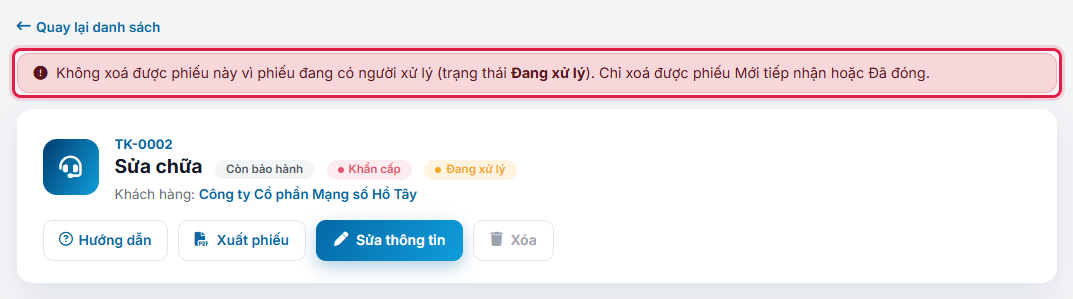 Quay lại danh sách
Không xoá được phiếu này vì phiếu đang có người xử lý (trạng thái Đang xử lý). Chỉ xoá được phiếu Mới tiếp nhận hoặc Đã đóng.
TK-0002
Sửa chữa Còn bảo hành Khẩn cấp Đang xử lý
Khách hàng: Công ty Cổ phần Mạng số Hồ Tây
Hướng dẫn PDF Xuất phiếu Sửa thông tin Xóa